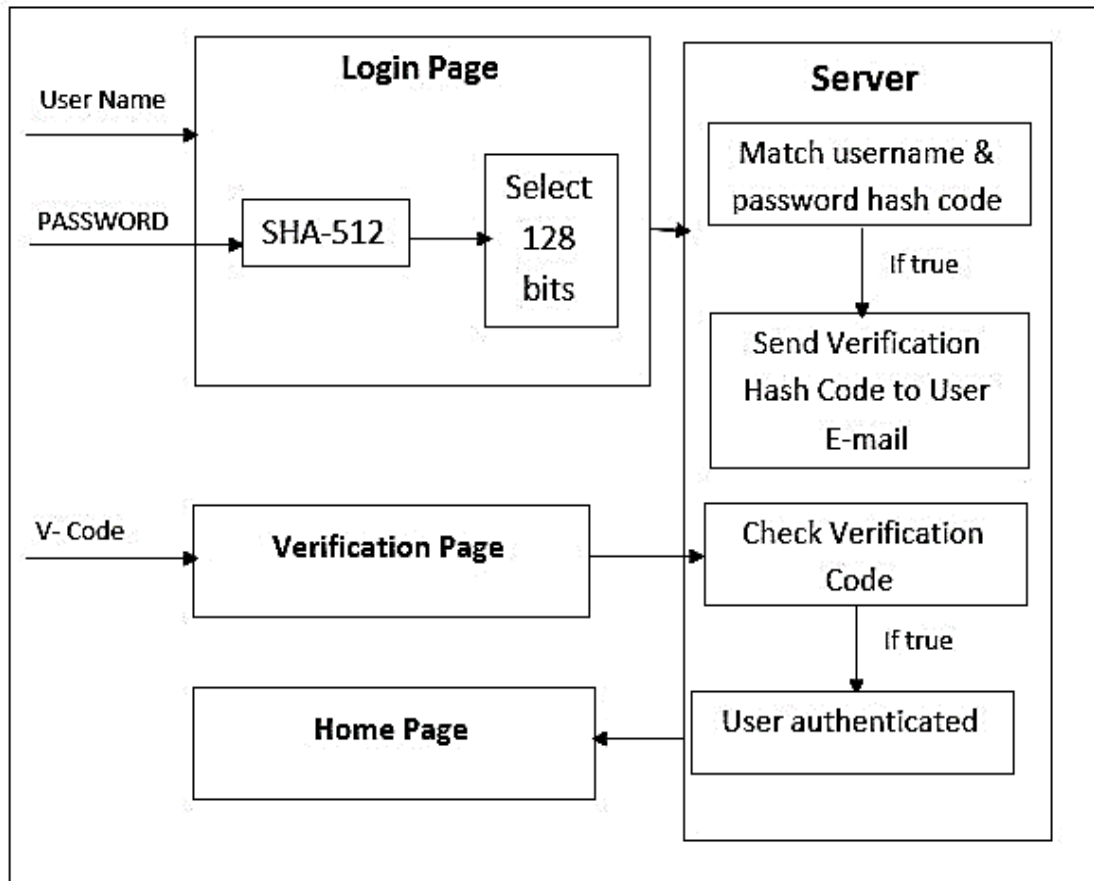 Login Page
User Name
PASSWORD
SHA-512
Select
128
bits
Server
Match username &
password hash code
If true
Send Verification
Hash Code to User
E-mail
V- Code
Verification Page
Check Verification
Code
If true
Home Page
User authenticated